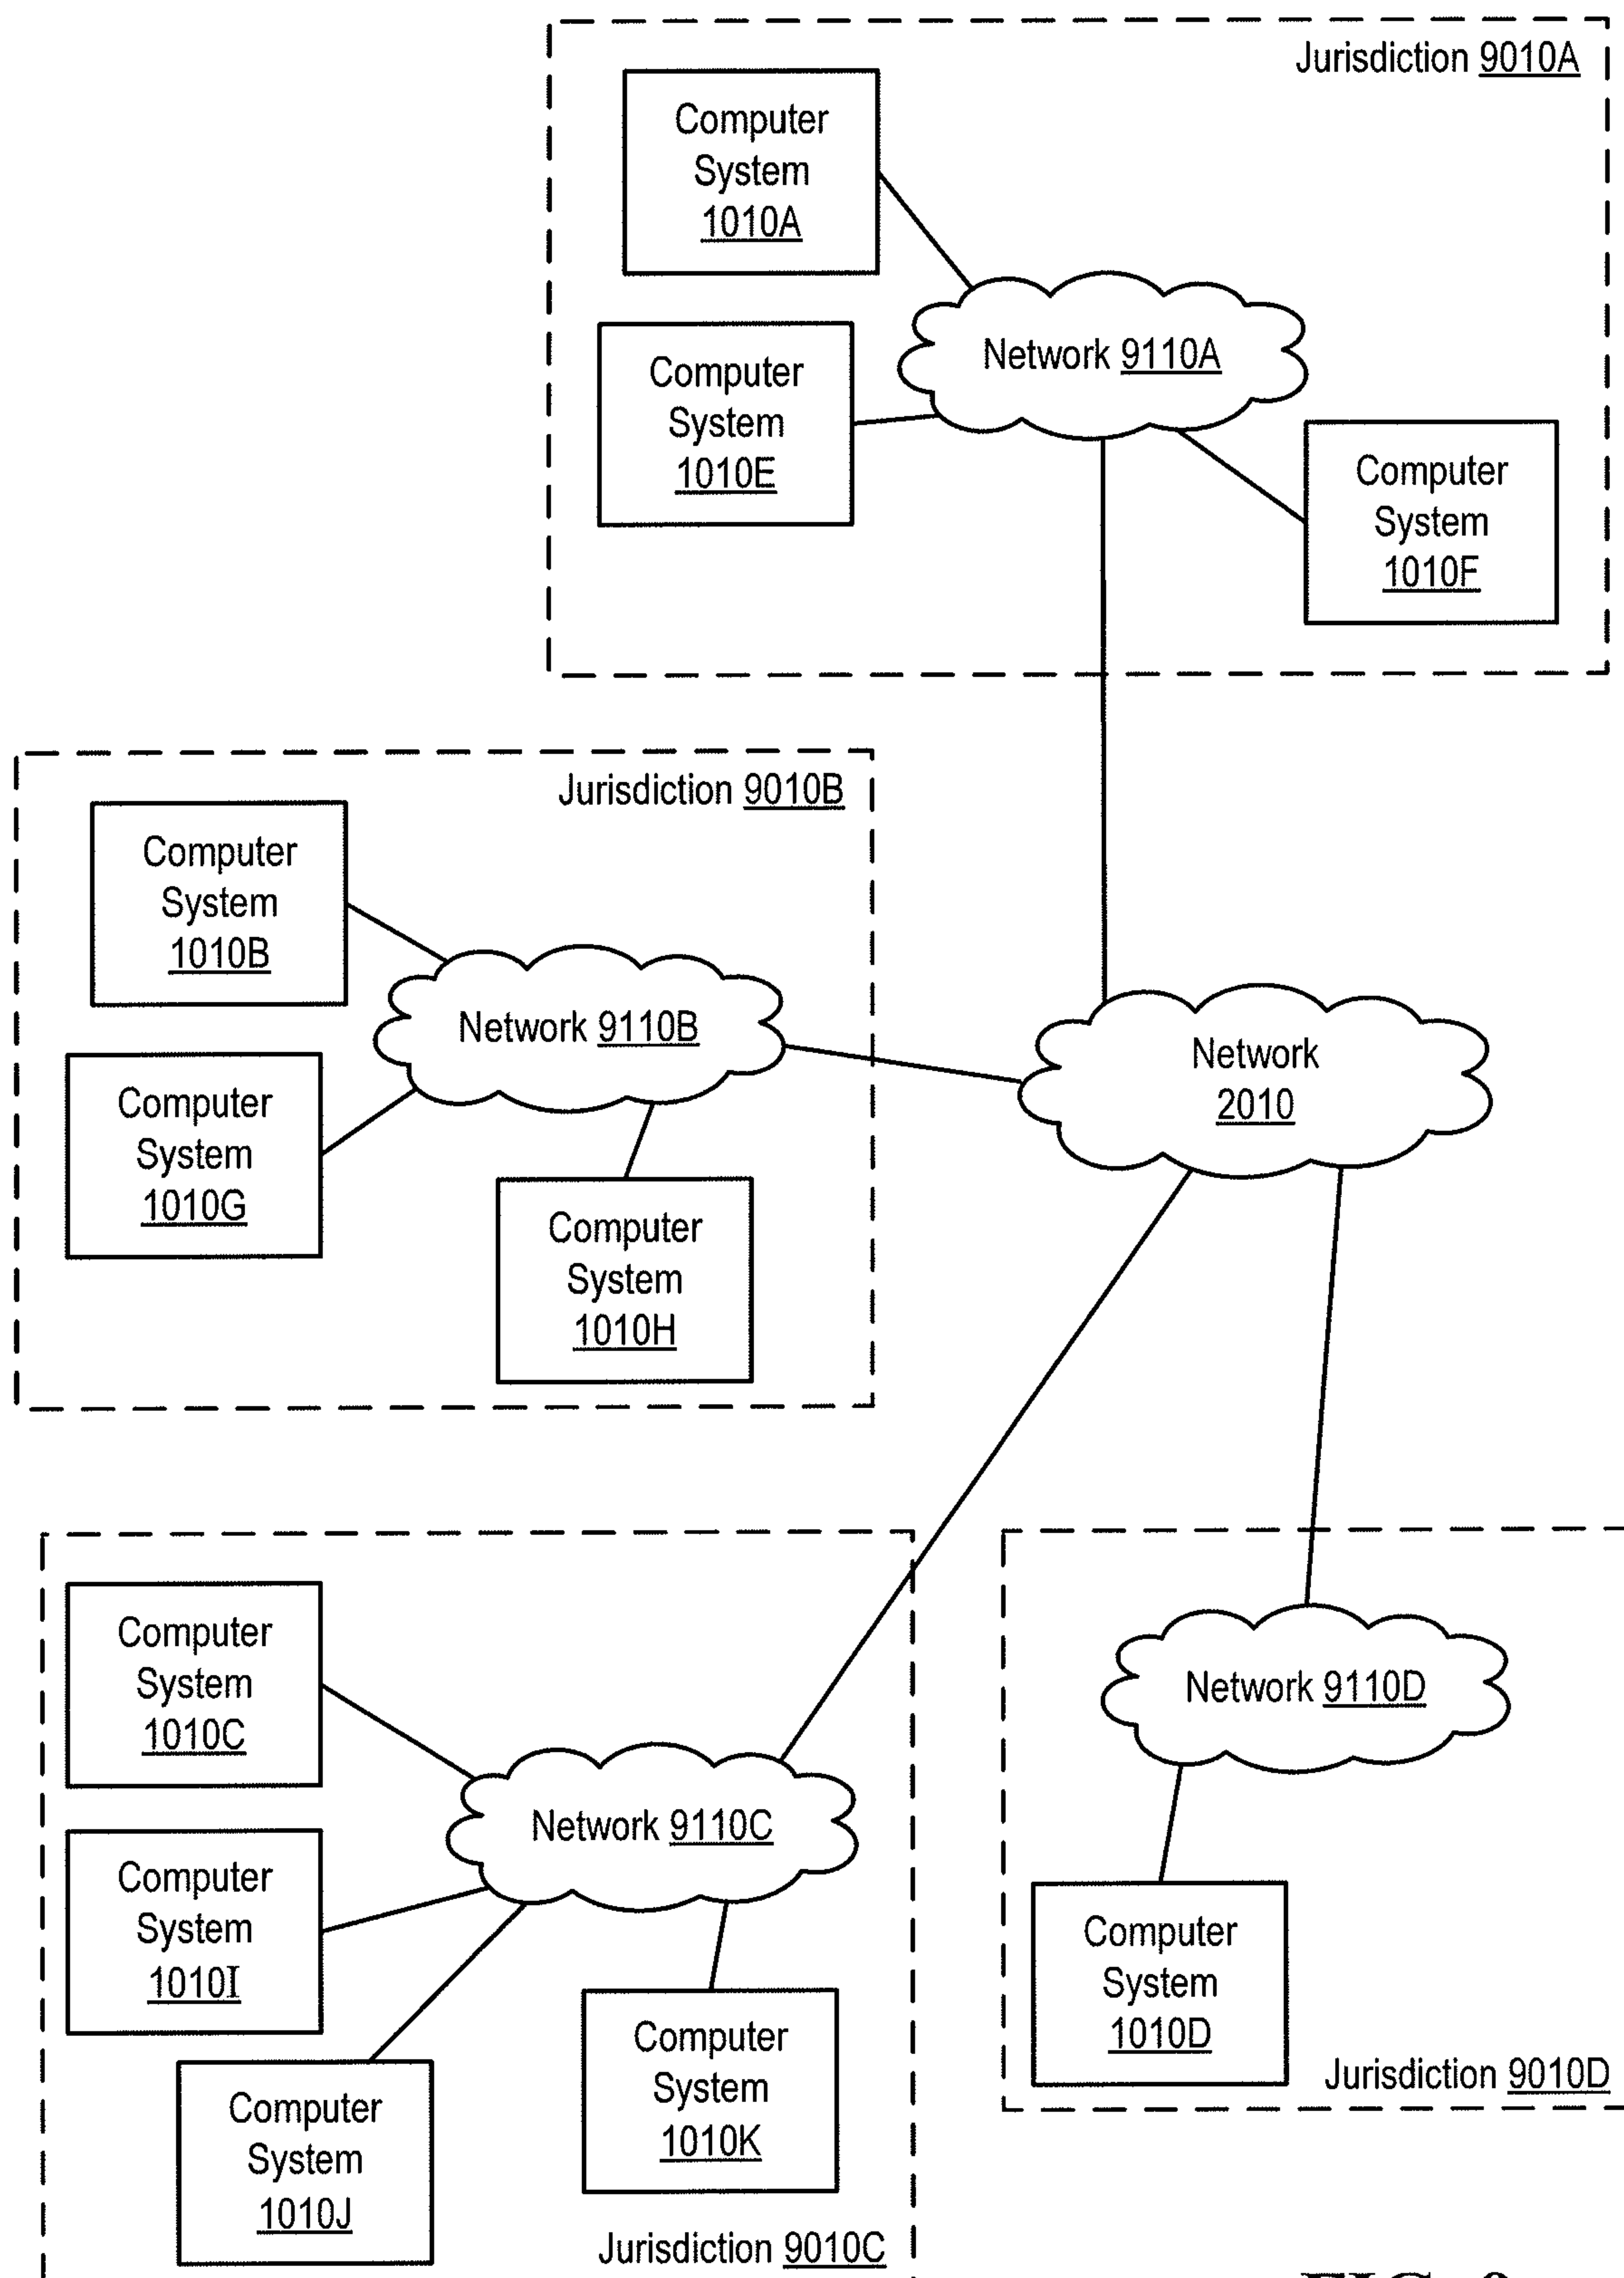 Jurisdiction 9010A
Computer
System
1010A
Network 9110A
Computer
System
1010E
Computer
System
1010F
Jurisdiction 9010B
Computer
System
1010B
Network 9110B
Computer
System
1010G
Computer
System
1010H
Network
2010
Computer
System
1010C
Network 9110C
Computer
System
1010I
Computer
System
1010J
Computer
System
1010K
Jurisdiction 9010C
Network 9110D
Computer
System
1010D
Jurisdiction 9010D